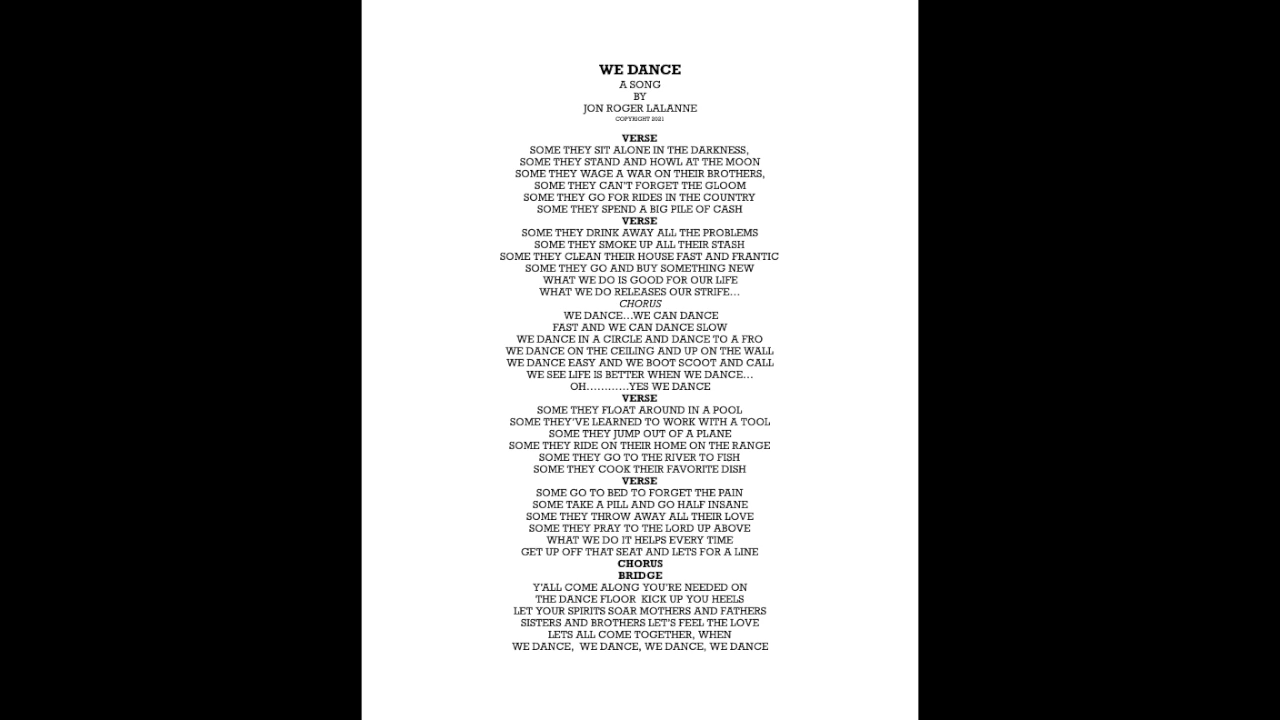 WE DANCE
A SONG
BY
JON ROGER LALANNE
COPYRIGHT 2021
VERSE
SOME THEY SIT ALONE IN THE DARKNESS,
SOME THEY STAND AND HOWL AT THE MOON
SOME THEY WAGE A WAR ON THEIR BROTHERS,
SOME THEY CAN'T FORGET THE GLOOM
SOME THEY GO FOR RIDES IN THE COUNTRY
SOME THEY SPEND A BIG PILE OF CASH
VERSE
SOME THEY DRINK AWAY ALL THE PROBLEMS
SOME THEY SMOKE UP ALL THEIR STASH
SOME THEY CLEAN THEIR HOUSE FAST AND FRANTIC
SOME THEY GO AND BUY SOMETHING NEW
WHAT WE DO IS GOOD FOR OUR LIFE
WHAT WE DO RELEASES OUR STRIFE...
CHORUS
WE DANCE...WE CAN DANCE
FAST AND WE CAN DANCE SLOW
WE DANCE IN A CIRCLE AND DANCE TO A FRO
WE DANCE ON THE CEILING AND UP ON THE WALL
WE DANCE EASY AND WE BOOT SCOOT AND CALL
WE SEE LIFE IS BETTER WHEN WE DANCE...
OH............YES WE DANCE
VERSE
SOME THEY FLOAT AROUND IN A POOL
SOME THEY'VE LEARNED TO WORK WITH A TOOL
SOME THEY JUMP OUT OF A PLANE
SOME THEY RIDE ON THEIR HOME ON THE RANGE
SOME THEY GO TO THE RIVER TO FISH
SOME THEY COOK THEIR FAVORITE DISH
VERSE
SOME GO TO BED TO FORGET THE PAIN
SOME TAKE A PILL AND GO HALF INSANE
SOME THEY THROW AWAY ALL THEIR LOVE
SOME THEY PRAY TO THE LORD UP ABOVE
WHAT WE DO IT HELPS EVERY TIME
GET UP OFF THAT SEAT AND LETS FOR A LINE
CHORUS
BRIDGE
Y'ALL COME ALONG YOU'RE NEEDED ON
THE DANCE FLOOR  KICK UP YOU HEELS
LET YOUR SPIRITS SOAR MOTHERS AND FATHERS
SISTERS AND BROTHERS LET'S FEEL THE LOVE
LETS ALL COME TOGETHER, WHEN
WE DANCE,  WE DANCE, WE DANCE, WE DANCE